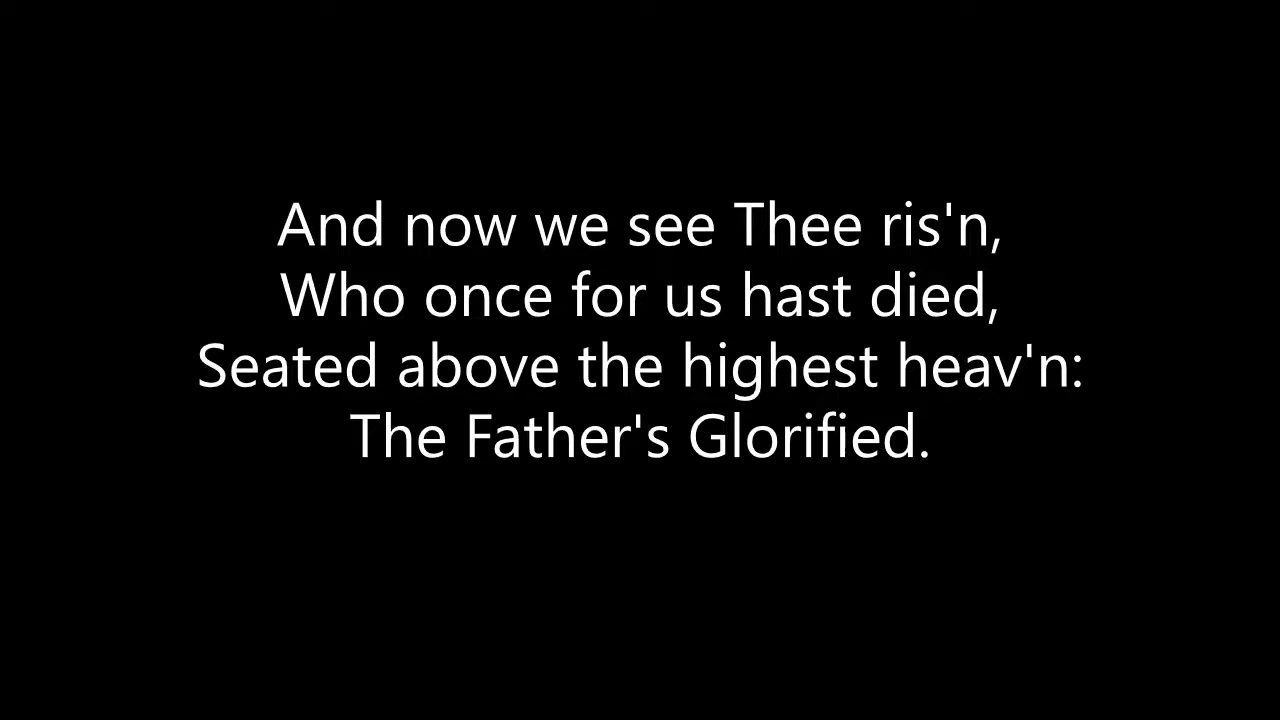 And now we see Thee ris'n,
Who once for us hast died,
Seated above the highest heav'n:
The Father's Glorified.